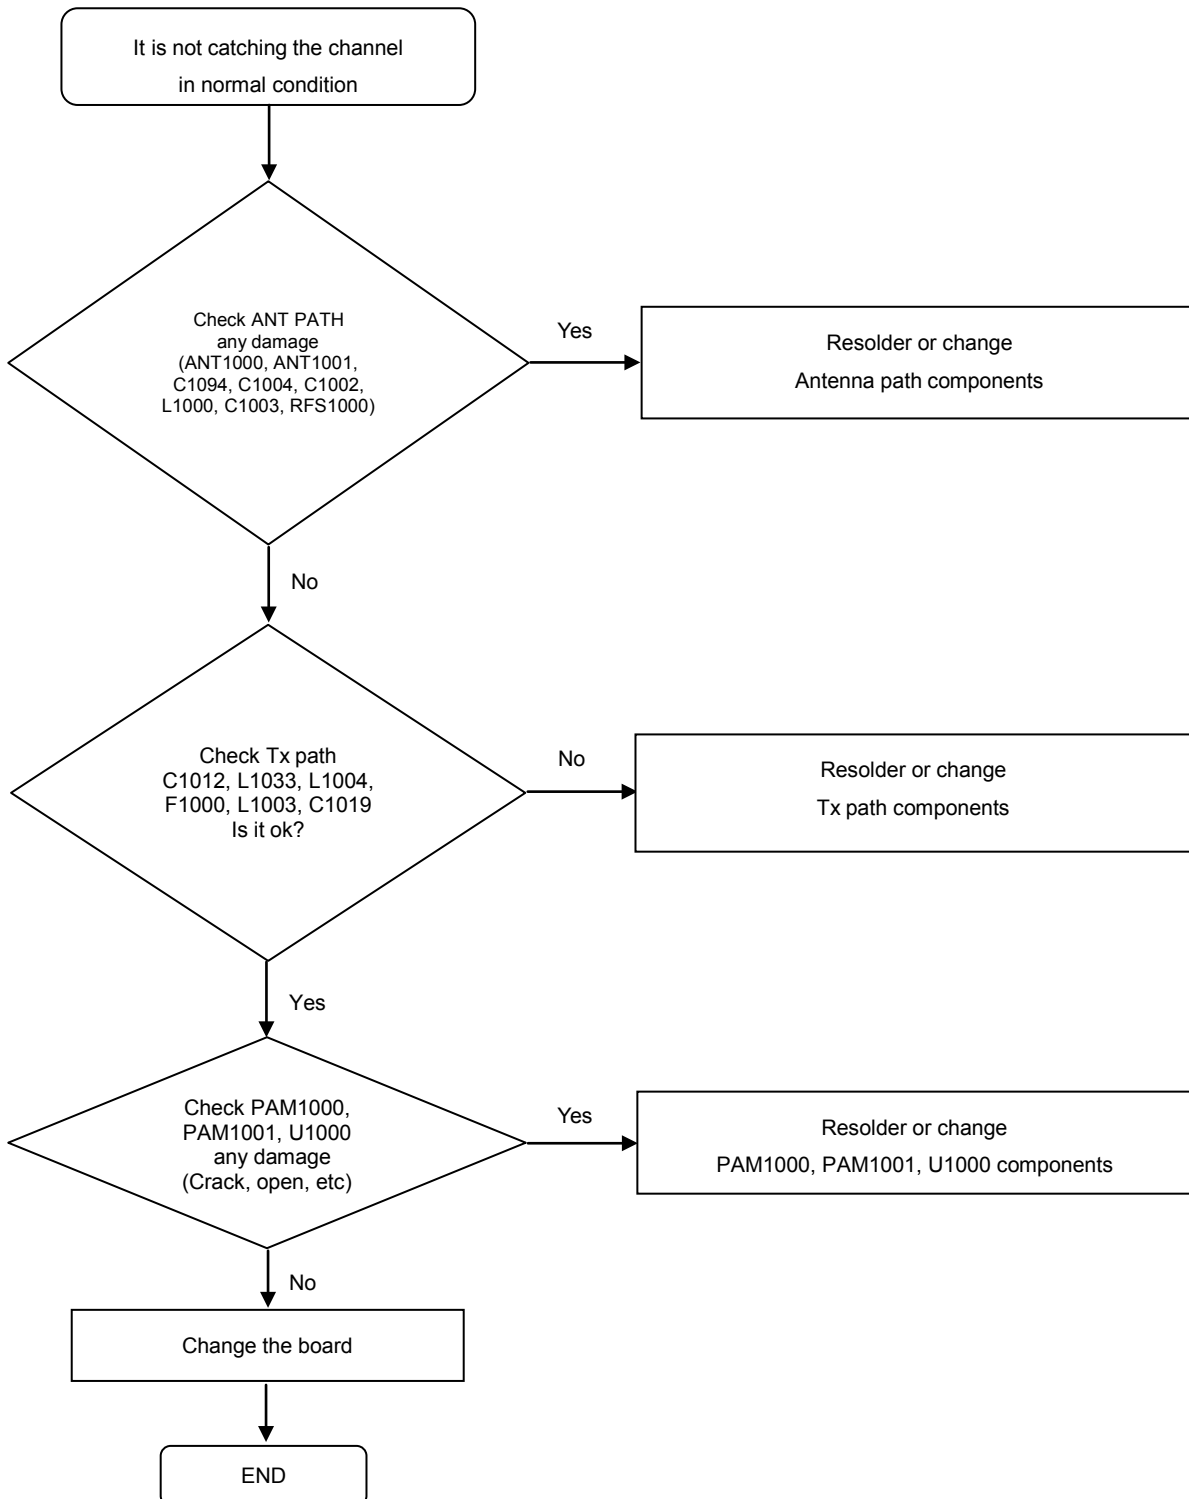 It is not catching the channel
in normal condition
Check ANT PATH
any damage
(ANT1000, ANT1001,
C1094, C1004, C1002,
L1000, C1003, RFS1000)
Yes
Resolder or change
Antenna path components
No
Check Tx path
C1012, L1033, L1004,
F1000, L1003, C1019
Is it ok?
No
Resolder or change
Tx path components
Yes
Check PAM1000,
PAM1001, U1000
any damage
(Crack, open, etc)
Yes
Resolder or change
PAM1000, PAM1001, U1000 components
No
Change the board
END